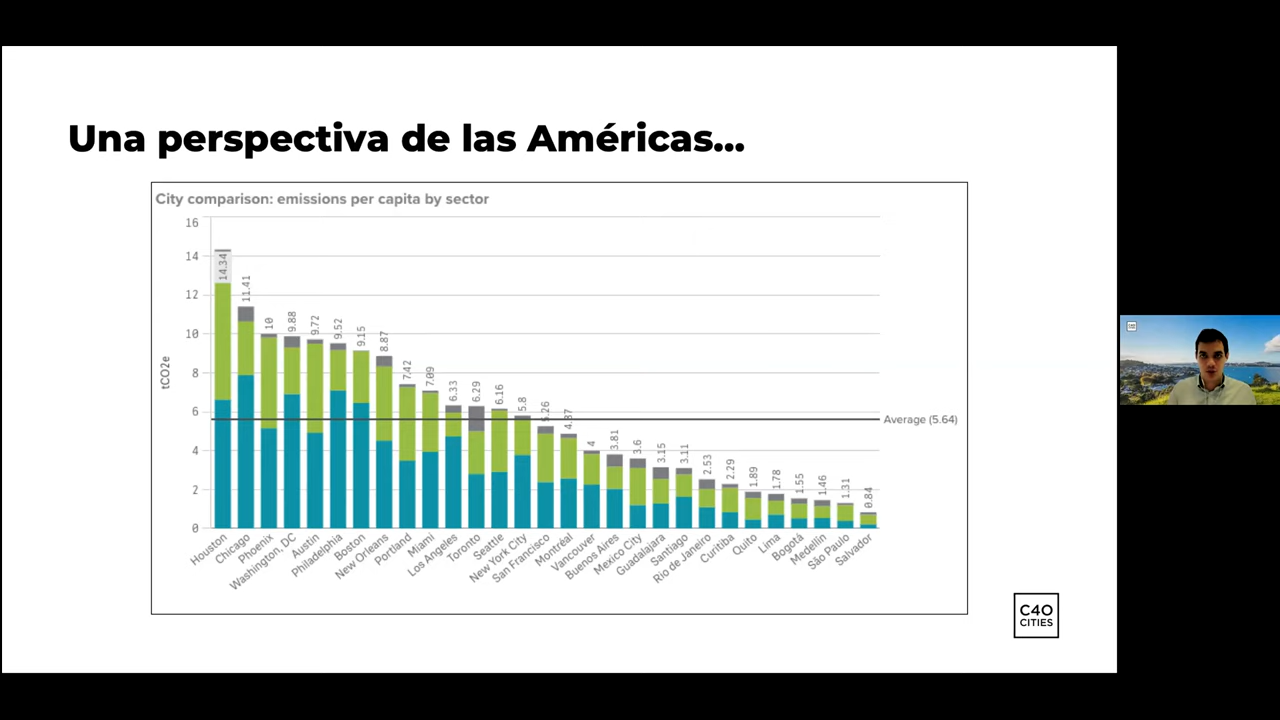 Una perspectiva de las Américas...
City comparison: emissions per capita by sector
tCO2e
16
14
12
10
8
6
4
2
0
14.34
11.41
10
9.88
9.72
9.52
9.15
8.87
7.42
7.09
6.33
6.29
6.16
5.8
5.26
4.87
4
3.81
3.6
3.15
3.11
2.53
2.29
1.89
1.78
1.55
1.46
1.31
0.84
Average (5.64)
Houston
Chicago
Phoenix
Washington, DC
Austin
Philadelphia
Boston
New Orleans
Portland
Miami
Los Angeles
Toronto
Seattle
New York City
San Francisco
Montréal
Vancouver
Buenos Aires
Mexico City
Guadalajara
Santiago
Rio de Janeiro
Curitiba
Quito
Lima
Bogotá
Medellín
São Paulo
Salvador
C40
CITIES